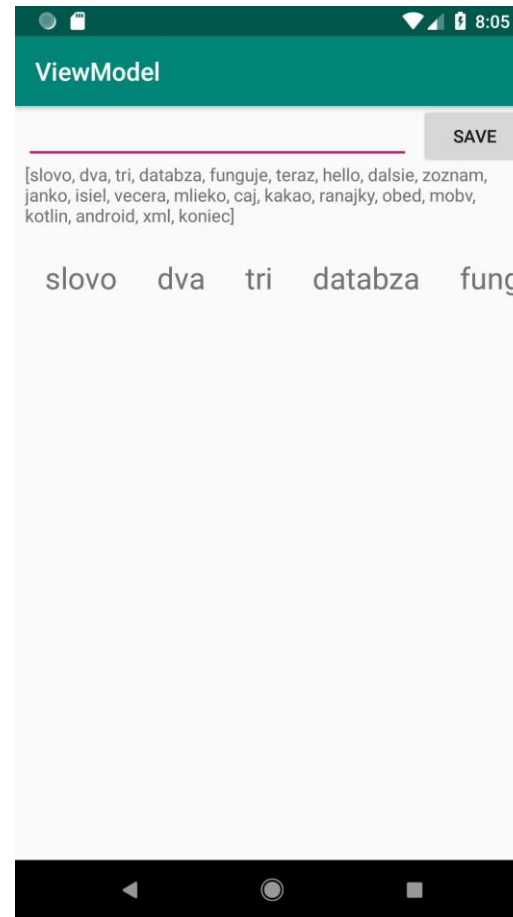 8:05
ViewModel
SAVE
[slovo, dva, tri, databza, funguje, teraz, hello, dalsie, zoznam,
janko, isiel, vecera, mlieko, caj, kakao, ranajky, obed, mobv,
kotlin, android, xml, koniec]
slovo dva tri databza